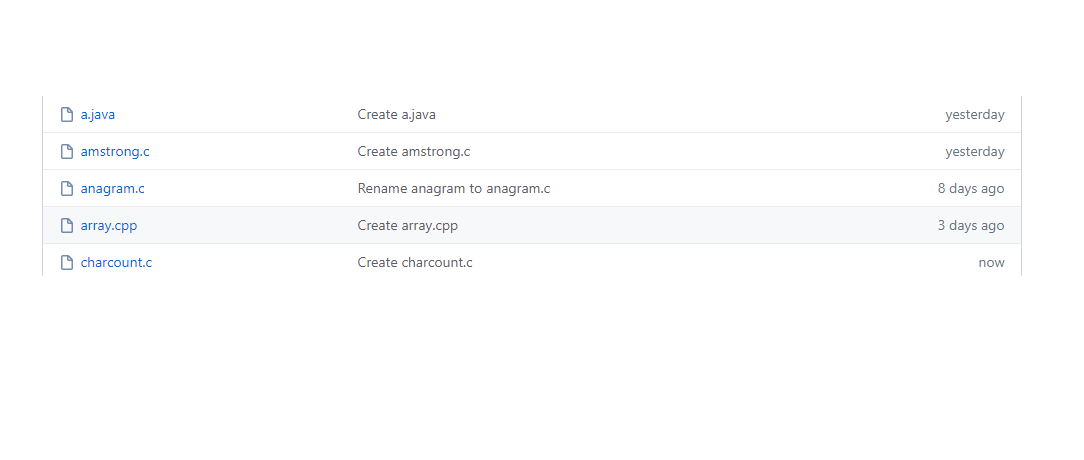 a.java Create a.java yesterday
amstrong.c Create amstrong.c yesterday
anagram.c Rename anagram to anagram.c 8 days ago
array.cpp Create array.cpp 3 days ago
charcount.c Create charcount.c now